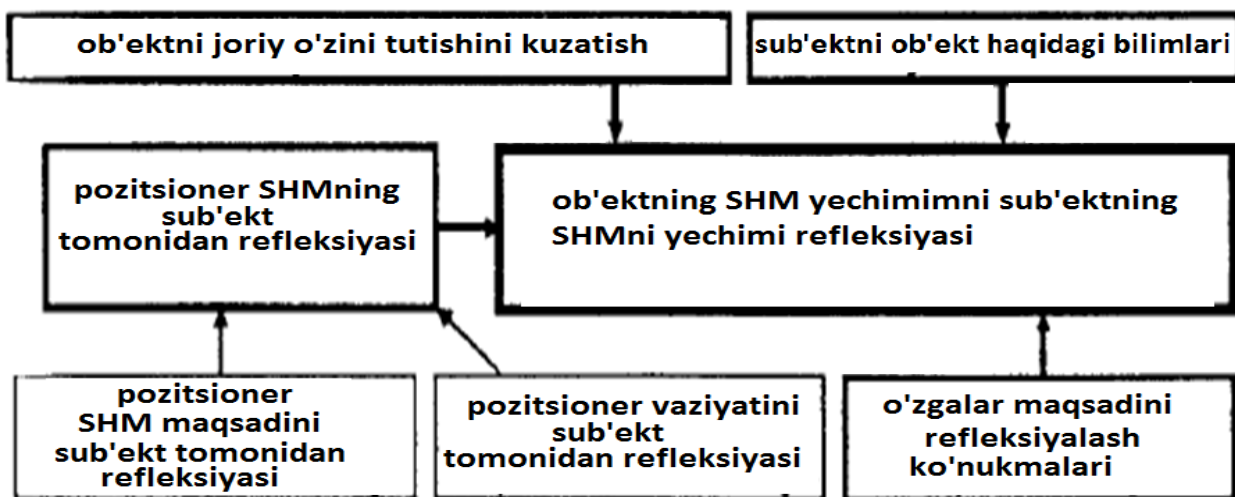 ob'ektni joriy o'zini tutishini kuzatish
sub'ektni ob'ekt haqidagi bilimlari
pozitsioner SHMning
sub'ekt
tomonidan refleksiyasi
ob'ektning SHM yechimimni sub'ektning
SHMni yechimi refleksiyasi
pozitsioner
SHM maqsadini
sub'ekt tomonidan
refleksiyasi
pozitsioner vaziyatini
sub'ekt
tomonidan refleksiyasi
o'zgalar maqsadini
refleksiyalash
ko'nukmalari